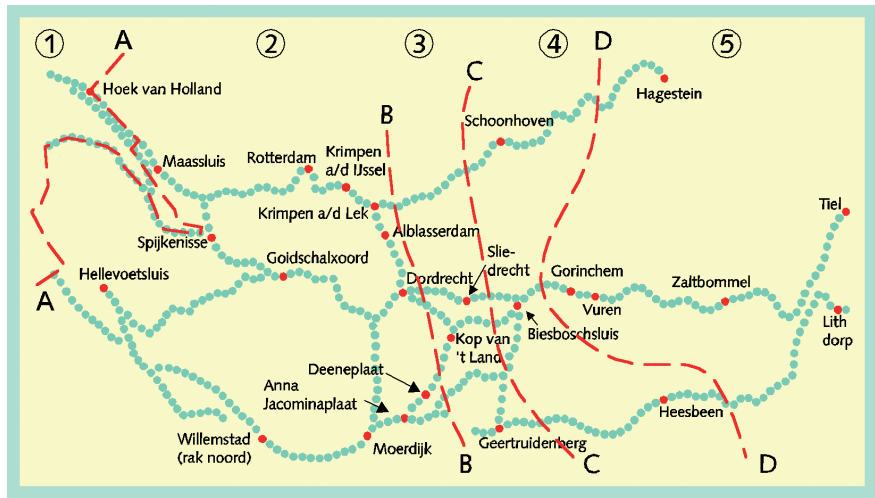 1
A
2
3
C
4
D
5
Hoek van Holland
Hagestein
B
Schoonhoven
Maassluis
Rotterdam
Krimpen
a/d IJssel
Krimpen a/d Lek
Tiel
Spijkenisse
Alblasserdam
Slie-
drecht
Goidschalxoord
Hellevoetsluis
Dordrecht
Gorinchem
Zaltbommel
A
Vuren
Lith
dorp
Biesboschsluis
Kop van
't Land
Deeneplaat
Anna
Jacominaplaat
Heesbeen
Willemstad
(rak noord)
Moerdijk
Geertruidenberg
B
C
D